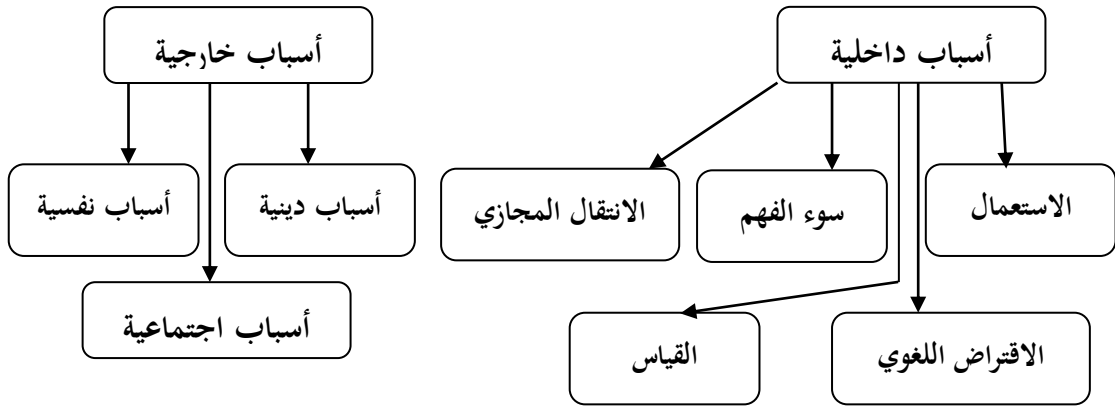 أسباب داخلية
أسباب خارجية
الاستعمال
سوء الفهم
الانتقال المجازي
أسباب دينية
أسباب نفسية
الاقتراض اللغوي
القياس
أسباب اجتماعية